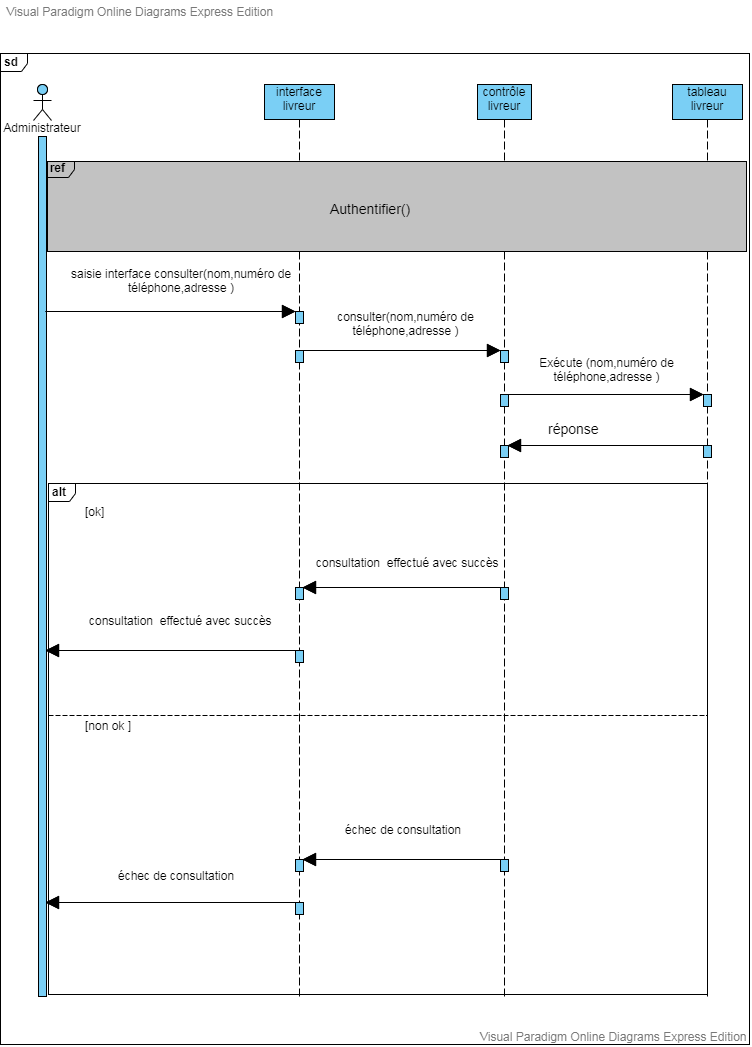 Visual Paradigm Online Diagrams Express Edition
sd
Administrateur
interface
livreur
contrôle
livreur
tableau
livreur
ref
Authentifier()
saisie interface consulter(nom,numéro de
téléphone,adresse )
consulter(nom,numéro de
téléphone,adresse )
Exécute (nom,numéro de
téléphone,adresse )
réponse
alt
[ok]
consultation  effectué avec succès
consultation  effectué avec succès
[non ok ]
échec de consultation
échec de consultation
Visual Paradigm Online Diagrams Express Edition